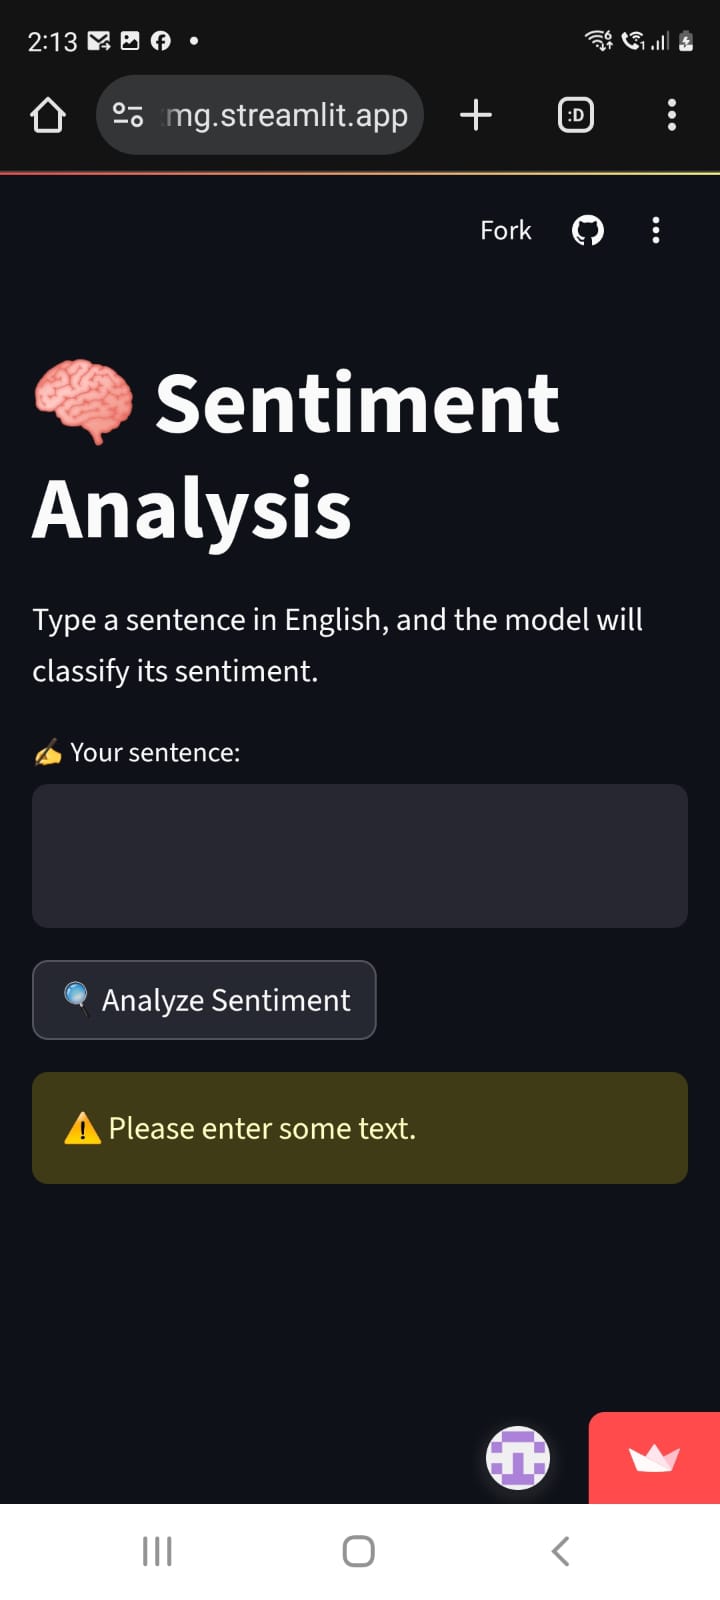 2:13
mg.streamlit.app
:D
Fork
🧠 Sentiment
Analysis
Type a sentence in English, and the model will
classify its sentiment.
✍️ Your sentence:
🔍 Analyze Sentiment
⚠️ Please enter some text.